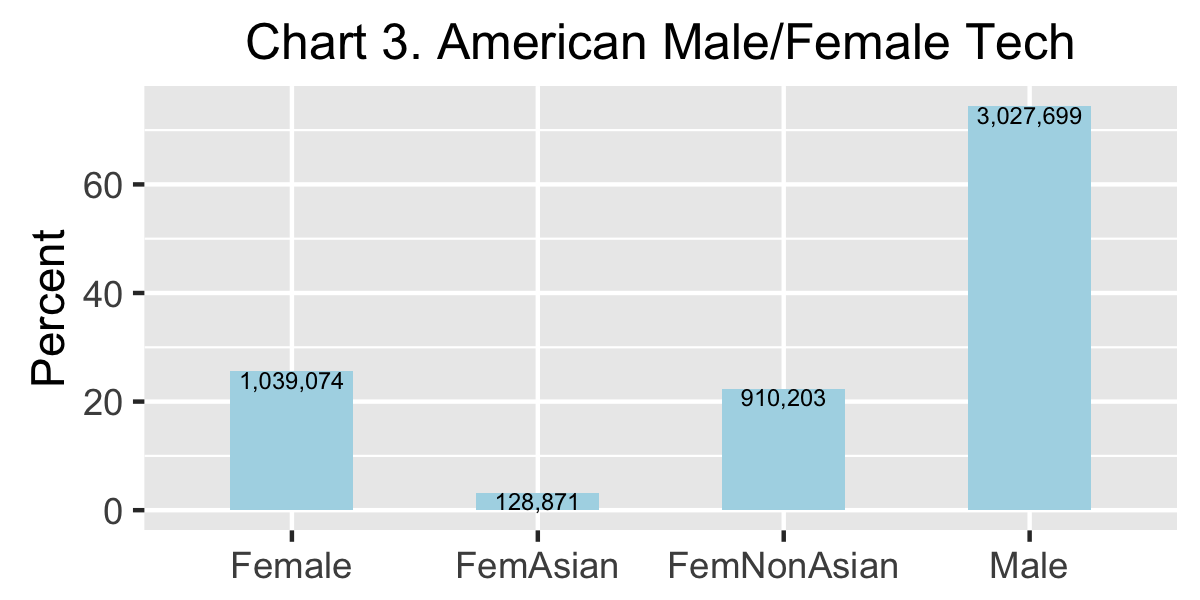 Chart 3. American Male/Female Tech
Percent
60
40
20
0
3,027,699
1,039,074
910,203
128,871
Female FemAsian FemNonAsian Male